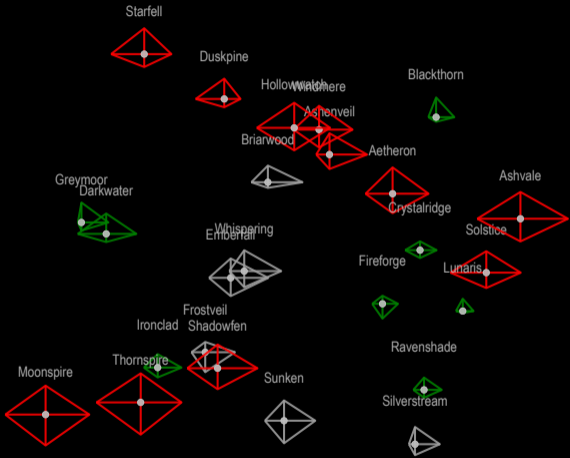 Starfell
Duskpine
Blackthorn
Hollowwatch
Windmere
Ashenveil
Briarwood
Aetheron
Ashvale
Greymoor
Darkwater
Crystalridge
Solstice
Whispering
Emberfall
Fireforge
Lunaris
Frostveil
Ironclad
Shadowfen
Ravenshade
Thornspire
Moonspire
Sunken
Silverstream